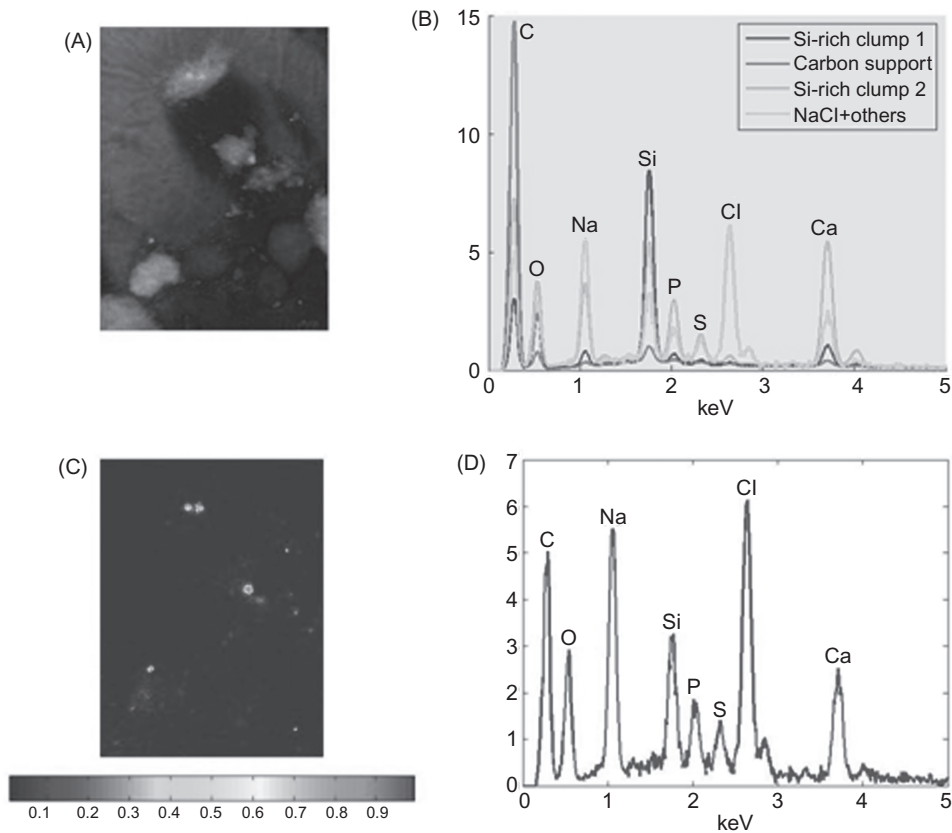 (A)
(B)
15
10
5
0
C
O
Na
Si
P
S
Cl
Ca
Si-rich clump 1
Carbon support
Si-rich clump 2
NaCl+others
0 1 2 3 4 5
keV
(C)
0.1 0.2 0.3 0.4 0.5 0.6 0.7 0.8 0.9
(D)
7
6
5
4
3
2
1
0
C
O
Na
Si
P
S
Cl
Ca
0 1 2 3 4 5
keV